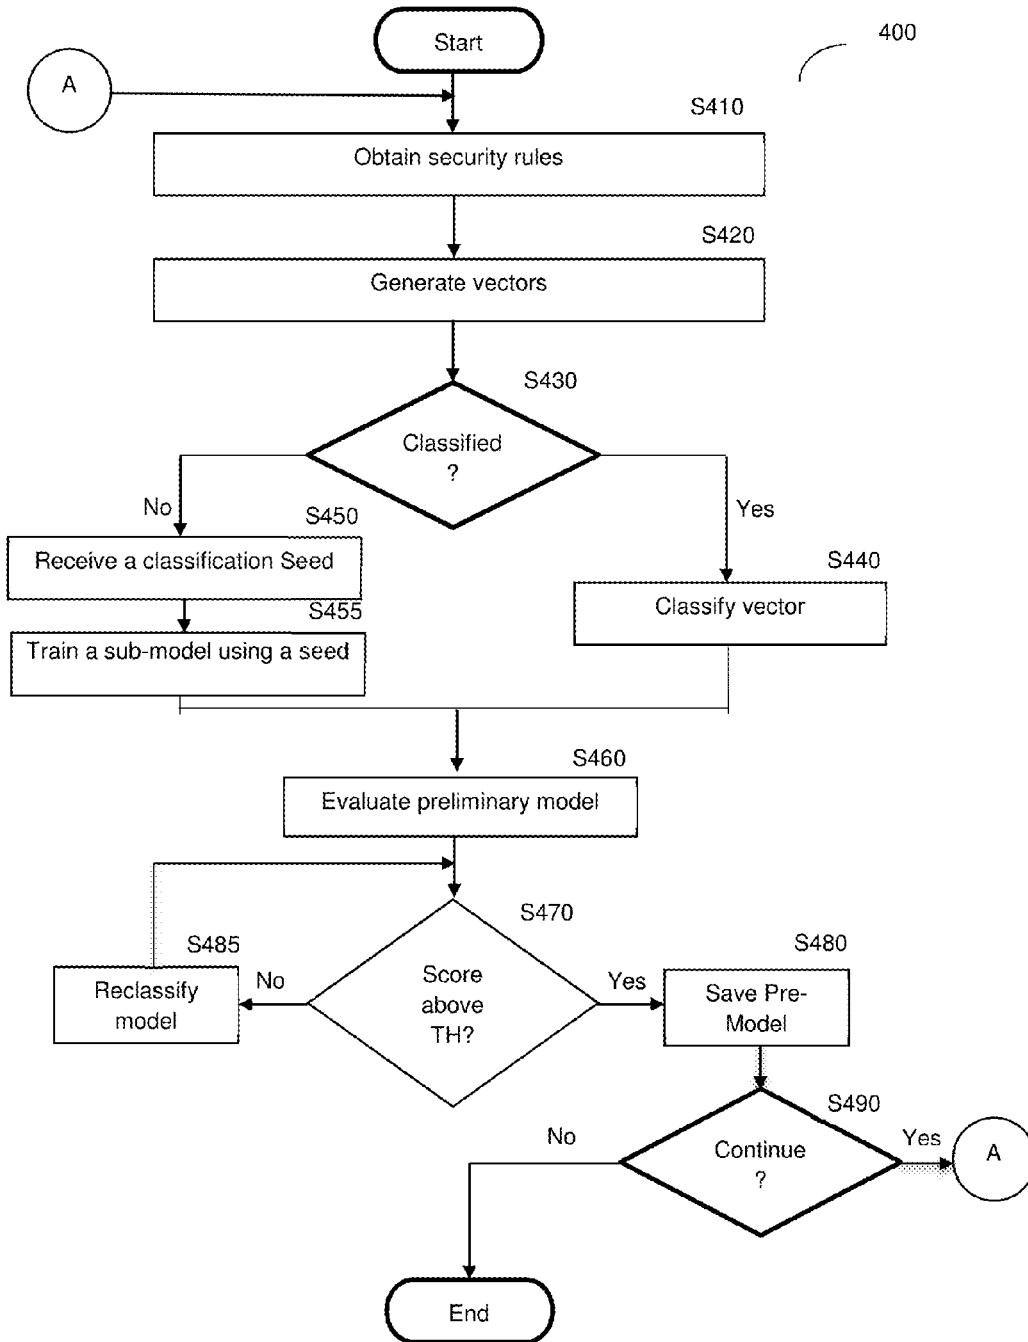 400
Start
A
S410
Obtain security rules
S420
Generate vectors
S430
Classified
?
No
Yes
S450
Receive a classification Seed
S440
Classify vector
S455
Train a sub-model using a seed
S460
Evaluate preliminary model
S470
S485
No
Reclassify
model
Score
above
TH?
Yes
S480
Save Pre-
Model
S490
No
Continue
?
Yes
A
End